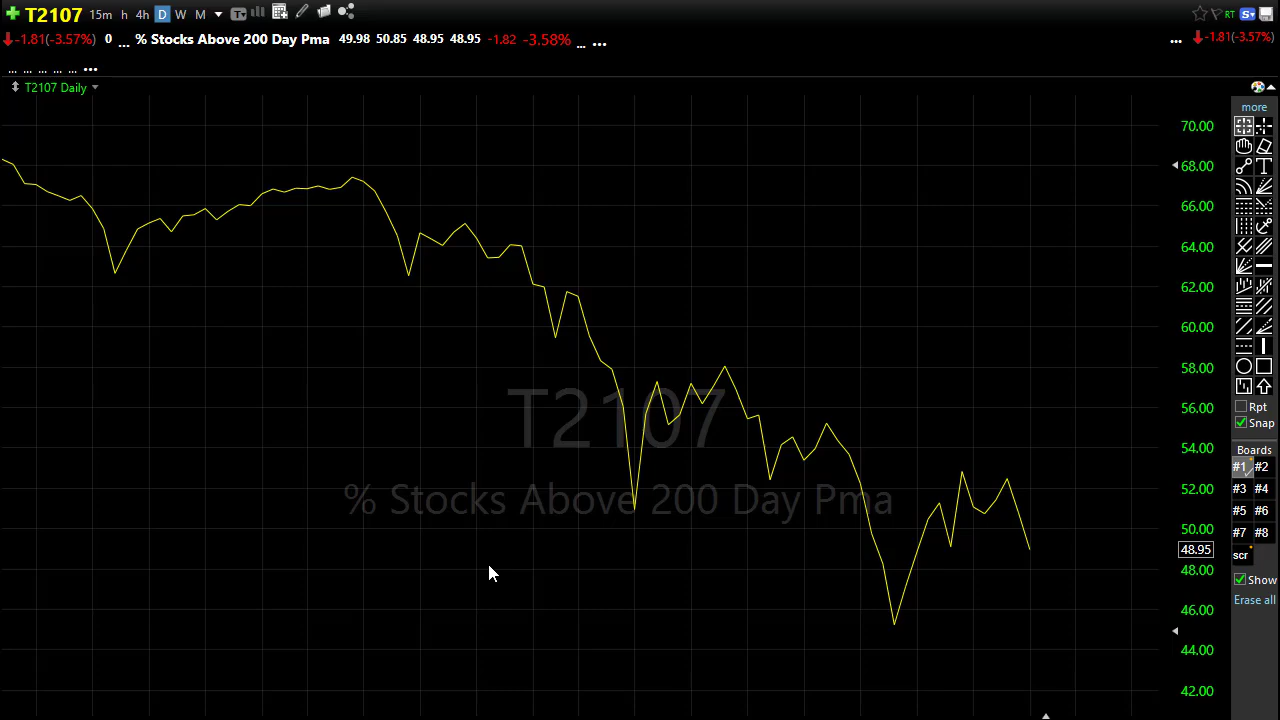 T2107 15m h 4h D W M T RT S
-1.81(-3.57%) 0 ... % Stocks Above 200 Day Pma 49.98 50.85 48.95 48.95 -1.82 -3.58% ... ... ... -1.81(-3.57%)
... ... ... ... ... ...
T2107 Daily
more
70.00
68.00
66.00
64.00
62.00
60.00
58.00
56.00
54.00
52.00
50.00
48.95
48.00
46.00
44.00
42.00
T2107
% Stocks Above 200 Day Pma
T
Rpt
Snap
Boards
#1 #2
#3 #4
#5 #6
#7 #8
scr
Show
Erase all